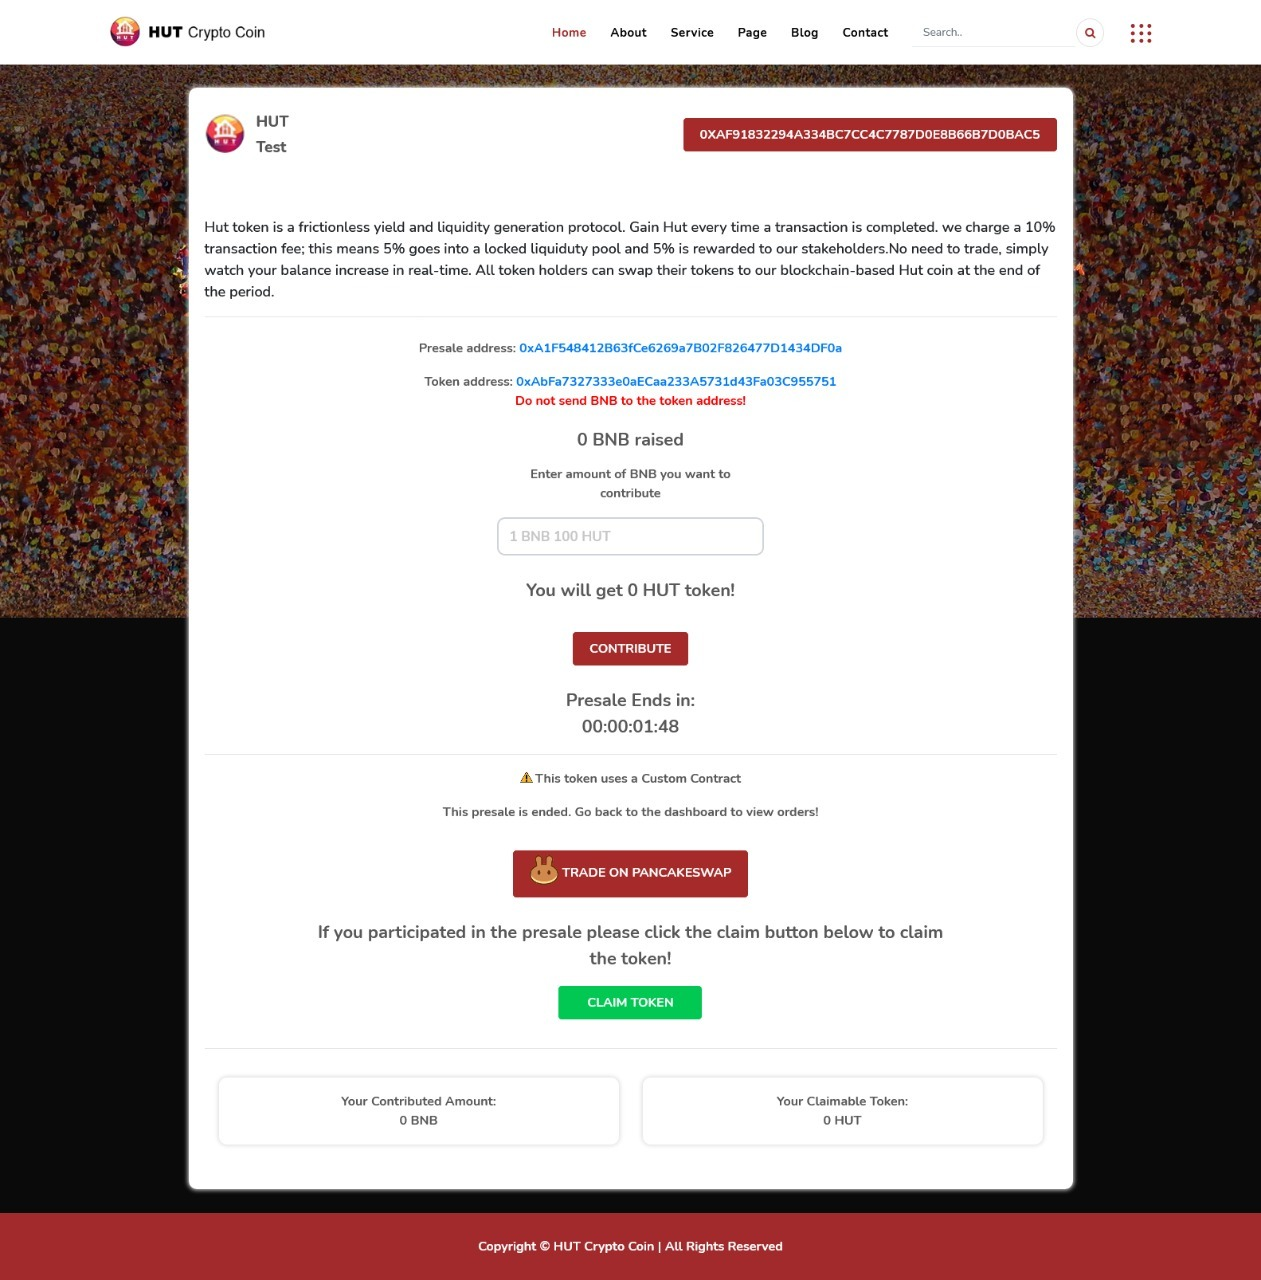 HUT Crypto Coin
Home About Service Page Blog Contact Search..
HUT
Test
0XAF91832294A334BC7CC4C7787D0E8B66B7D0BAC5
Hut token is a frictionless yield and liquidity generation protocol. Gain Hut every time a transaction is completed. we charge a 10%
transaction fee; this means 5% goes into a locked liquiduty pool and 5% is rewarded to our stakeholders.No need to trade, simply
watch your balance increase in real-time. All token holders can swap their tokens to our blockchain-based Hut coin at the end of
the period.
Presale address: 0xA1F548412B63fCe6269a7B02F826477D1434DF0a
Token address: 0xAbFa7327333e0aECaa233A5731d43Fa03C955751
Do not send BNB to the token address!
0 BNB raised
Enter amount of BNB you want to
contribute
1 BNB 100 HUT
You will get 0 HUT token!
CONTRIBUTE
Presale Ends in:
00:00:01:48
This token uses a Custom Contract
This presale is ended. Go back to the dashboard to view orders!
TRADE ON PANCAKESWAP
If you participated in the presale please click the claim button below to claim
the token!
CLAIM TOKEN
Your Contributed Amount:
0 BNB
Your Claimable Token:
0 HUT
Copyright © HUT Crypto Coin | All Rights Reserved